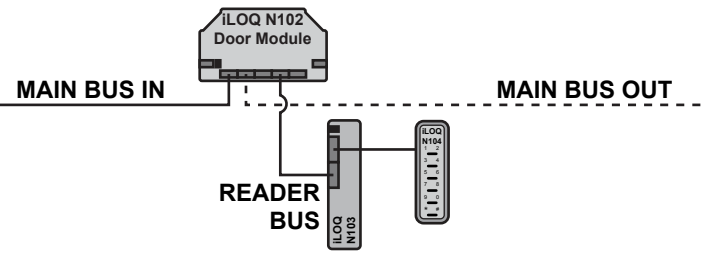 iLOQ N102
Door Module
MAIN BUS IN
MAIN BUS OUT
iLOQ
N104
1 2
3 4
5 6
7 8
9 0
* #
READER
BUS
iLOQ
N103